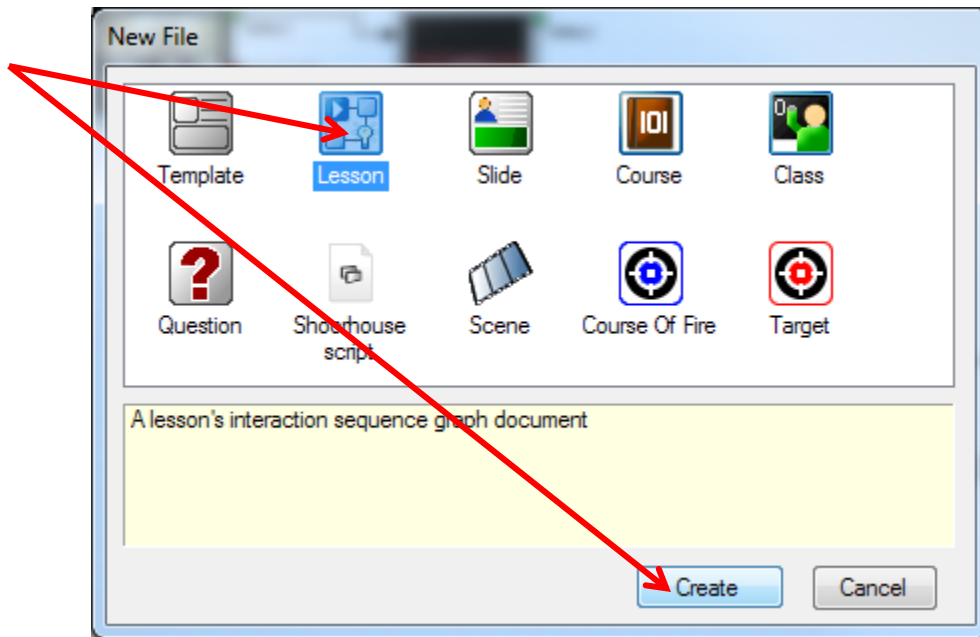 New File
Template Lesson Slide Course Class
101
Question Shoothouse Scene Course Of Fire Target
script
A lesson's interaction sequence graph document
Create Cancel